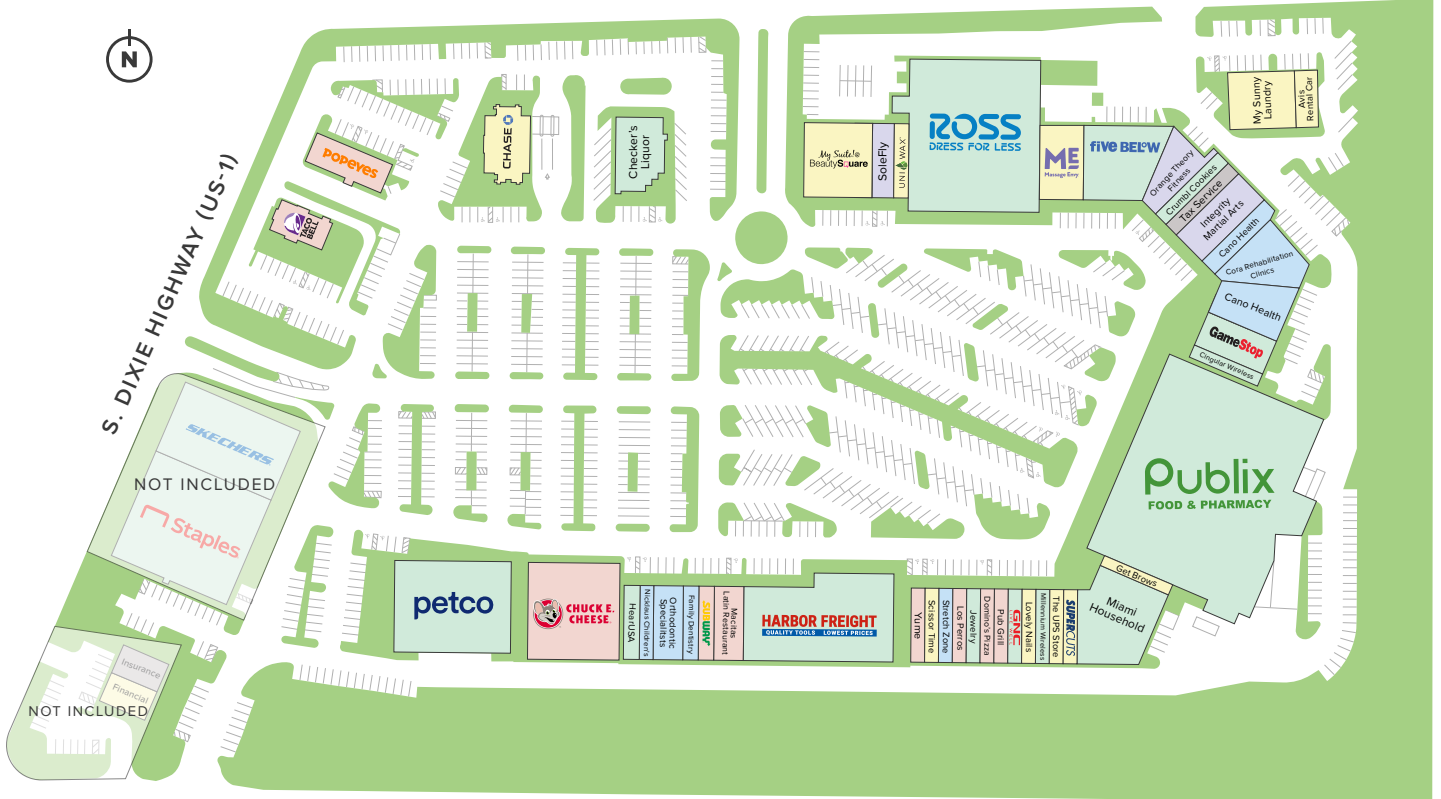 N
S. DIXIE HIGHWAY (US-1)
POPEYES
TACO
BELL
CHASE
Checker's
Liquor
My Suite!@
BeautySquare
SoleFly
UNI WAX
ROSS
DRESS FOR LESS
ME
Massage Envy
five BELOW
Orange Theory
Fitness
Crumbl Cookies
Tax Service
Integrity
Martial Arts
Cano Health
Cora Rehabilitation
Clinics
Cano Health
GameStop
Cingular Wireless
My Sunny
Laundry
Avis
Rental Car
Publix
FOOD & PHARMACY
Get Brows
Miami
Household
SKECHERS
NOT INCLUDED
Staples
Insurance
Financial
NOT INCLUDED
petco
CHUCK E.
CHEESE
HearUSA
Nicklaus Children's
Orthodontic
Specialitsts
Family Dentistry
SUBWAY
Macitas
Latin Restaurant
HARBOR FREIGHT
QUALITY TOOLS LOWEST PRICES
Yume
Scissor Time
Stretch Zone
Los Perros
Jewelry
Domino's Pizza
Pub Grill
GNC
LIVE WELL
Lovely Nails
Millennium Wireless
The UPS Store
SUPERCUTS